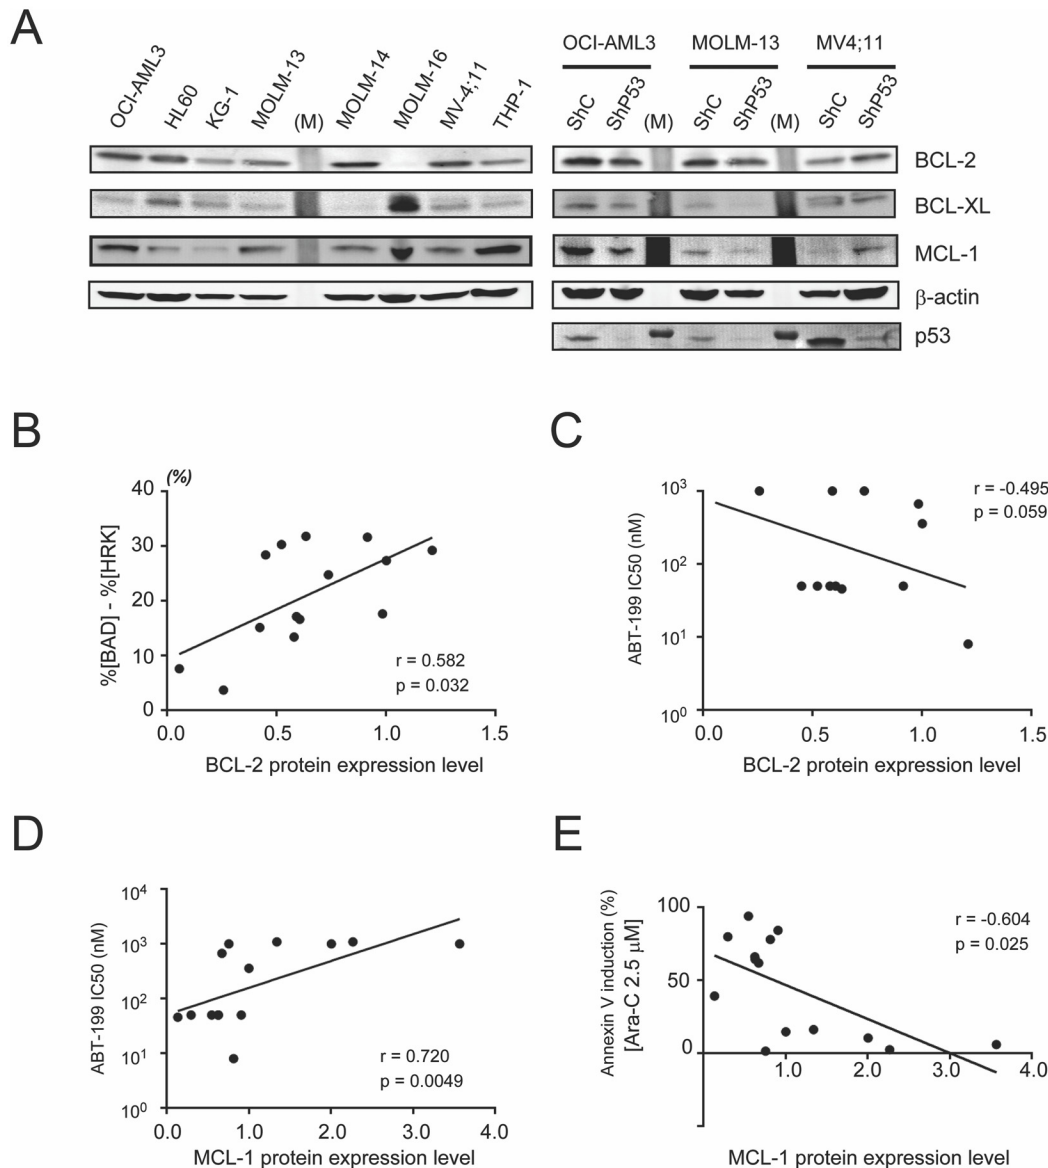 A
OCI-AML3 HL60 KG-1 MOLM-13 (M) MOLM-14 MOLM-16 MV-4;11 THP-1
OCI-AML3 MOLM-13 MV4;11
ShC ShP53 (M) ShC ShP53 (M) ShC ShP53
BCL-2
BCL-XL
MCL-1
β-actin
p53
B
(%)
40
30
20
10
0
%[BAD] - %[HRK]
r = 0.582
p = 0.032
0.0 0.5 1.0 1.5
BCL-2 protein expression level
C
10³
10²
10¹
10⁰
ABT-199 IC50 (nM)
r = -0.495
p = 0.059
0.0 0.5 1.0 1.5
BCL-2 protein expression level
D
10⁴
10³
10²
10¹
10⁰
ABT-199 IC50 (nM)
r = 0.720
p = 0.0049
0.0 1.0 2.0 3.0 4.0
MCL-1 protein expression level
E
100
50
0
Annexin V induction (%)
[Ara-C 2.5 μM]
r = -0.604
p = 0.025
1.0 2.0 3.0 4.0
MCL-1 protein expression level